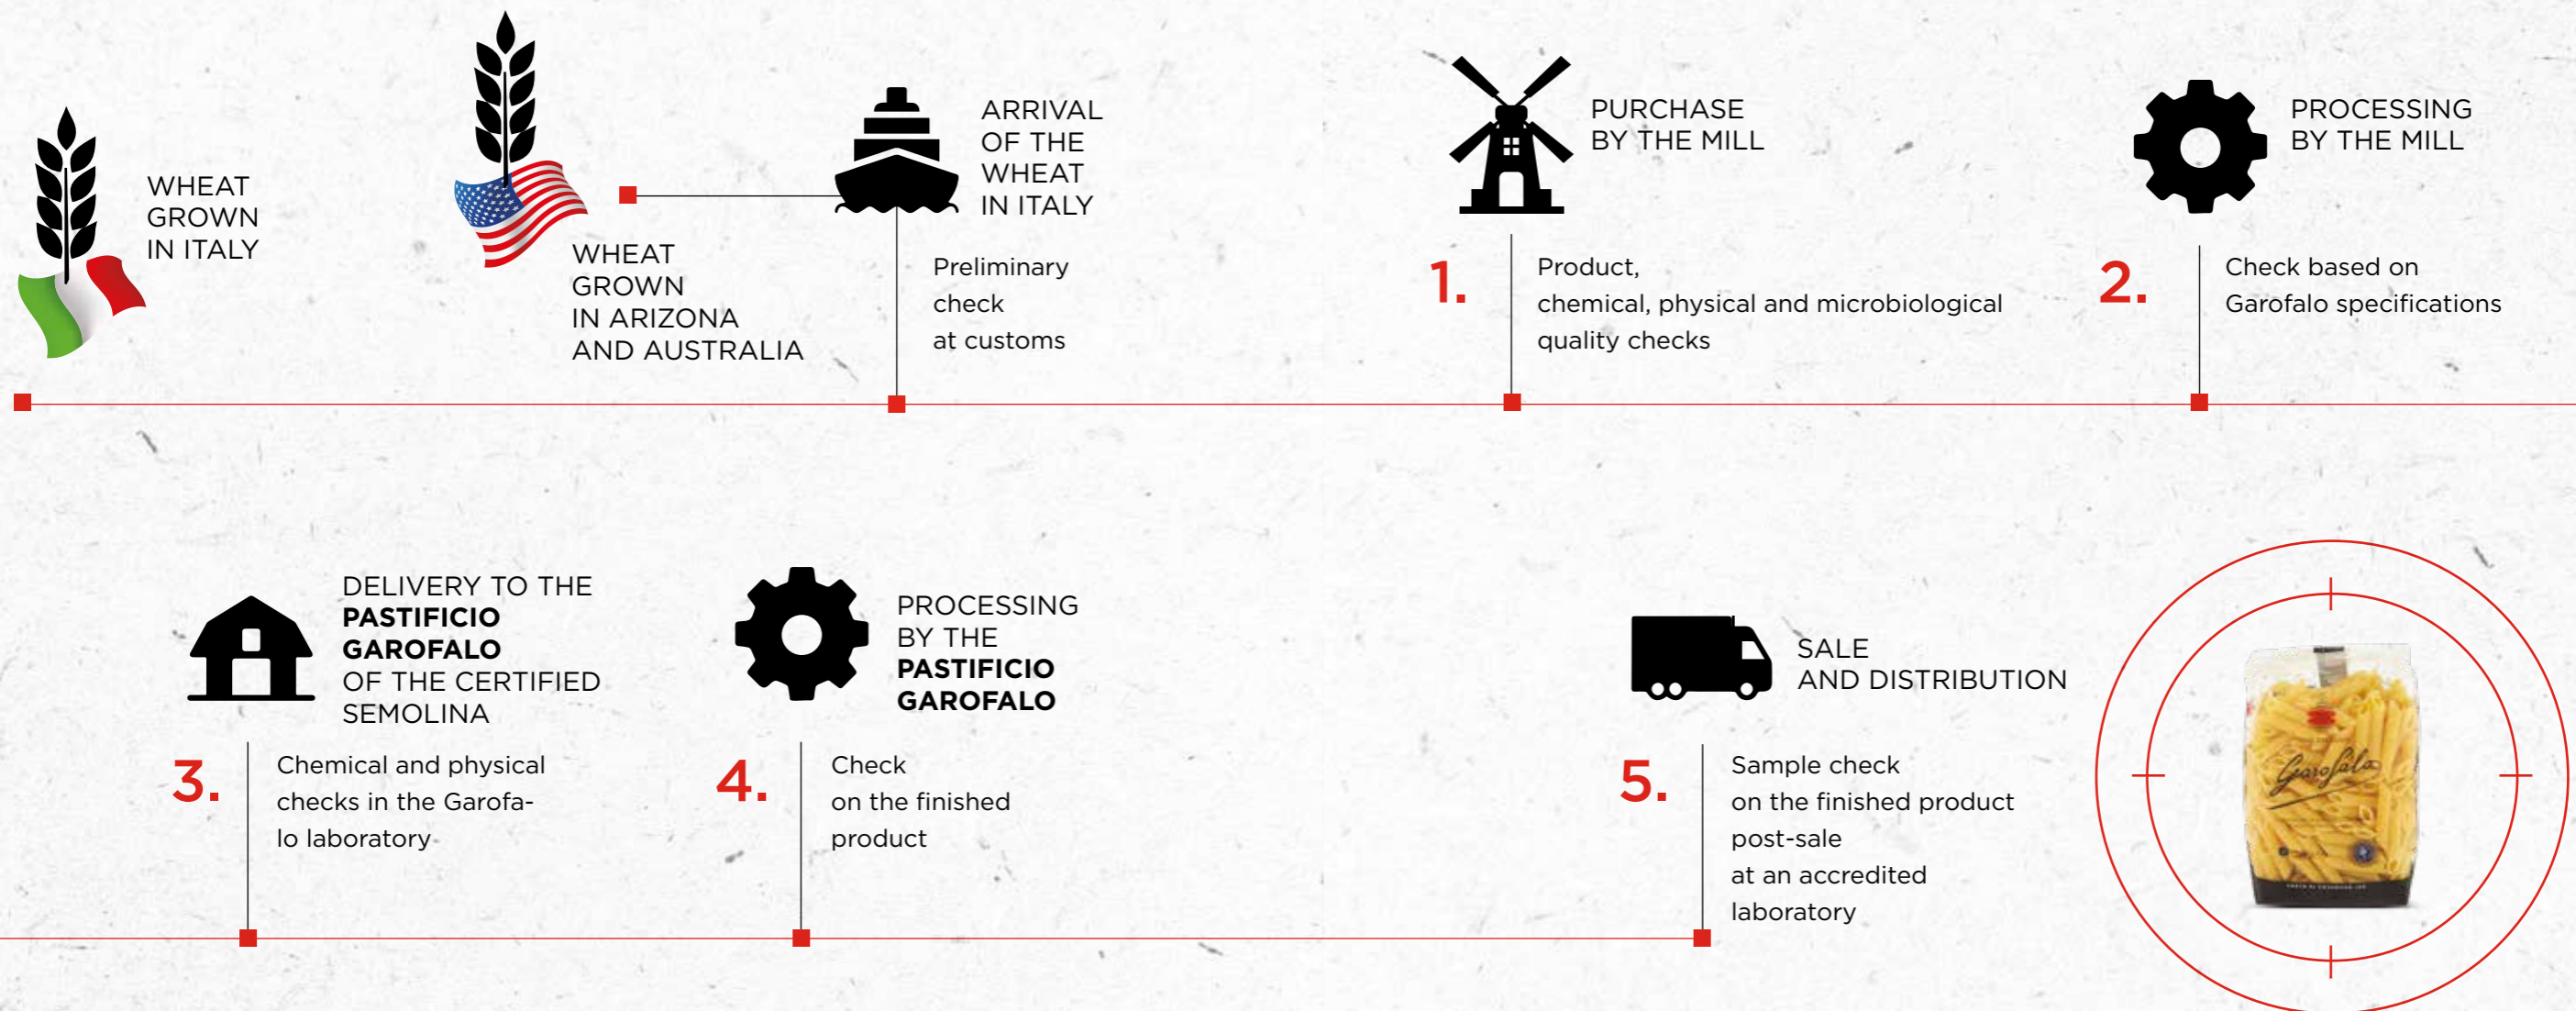 WHEAT
GROWN
IN ITALY
WHEAT
GROWN
IN ARIZONA
AND AUSTRALIA
ARRIVAL
OF THE
WHEAT
IN ITALY
Preliminary
check
at customs
PURCHASE
BY THE MILL
1.
Product,
chemical, physical and microbiological
quality checks
PROCESSING
BY THE MILL
2.
Check based on
Garofalo specifications
DELIVERY TO THE
PASTIFICIO
GAROFALO
OF THE CERTIFIED
SEMOLINA
3.
Chemical and physical
checks in the Garofa-
lo laboratory
PROCESSING
BY THE
PASTIFICIO
GAROFALO
4.
Check
on the finished
product
SALE
AND DISTRIBUTION
5.
Sample check
on the finished product
post-sale
at an accredited
laboratory
Garofalo